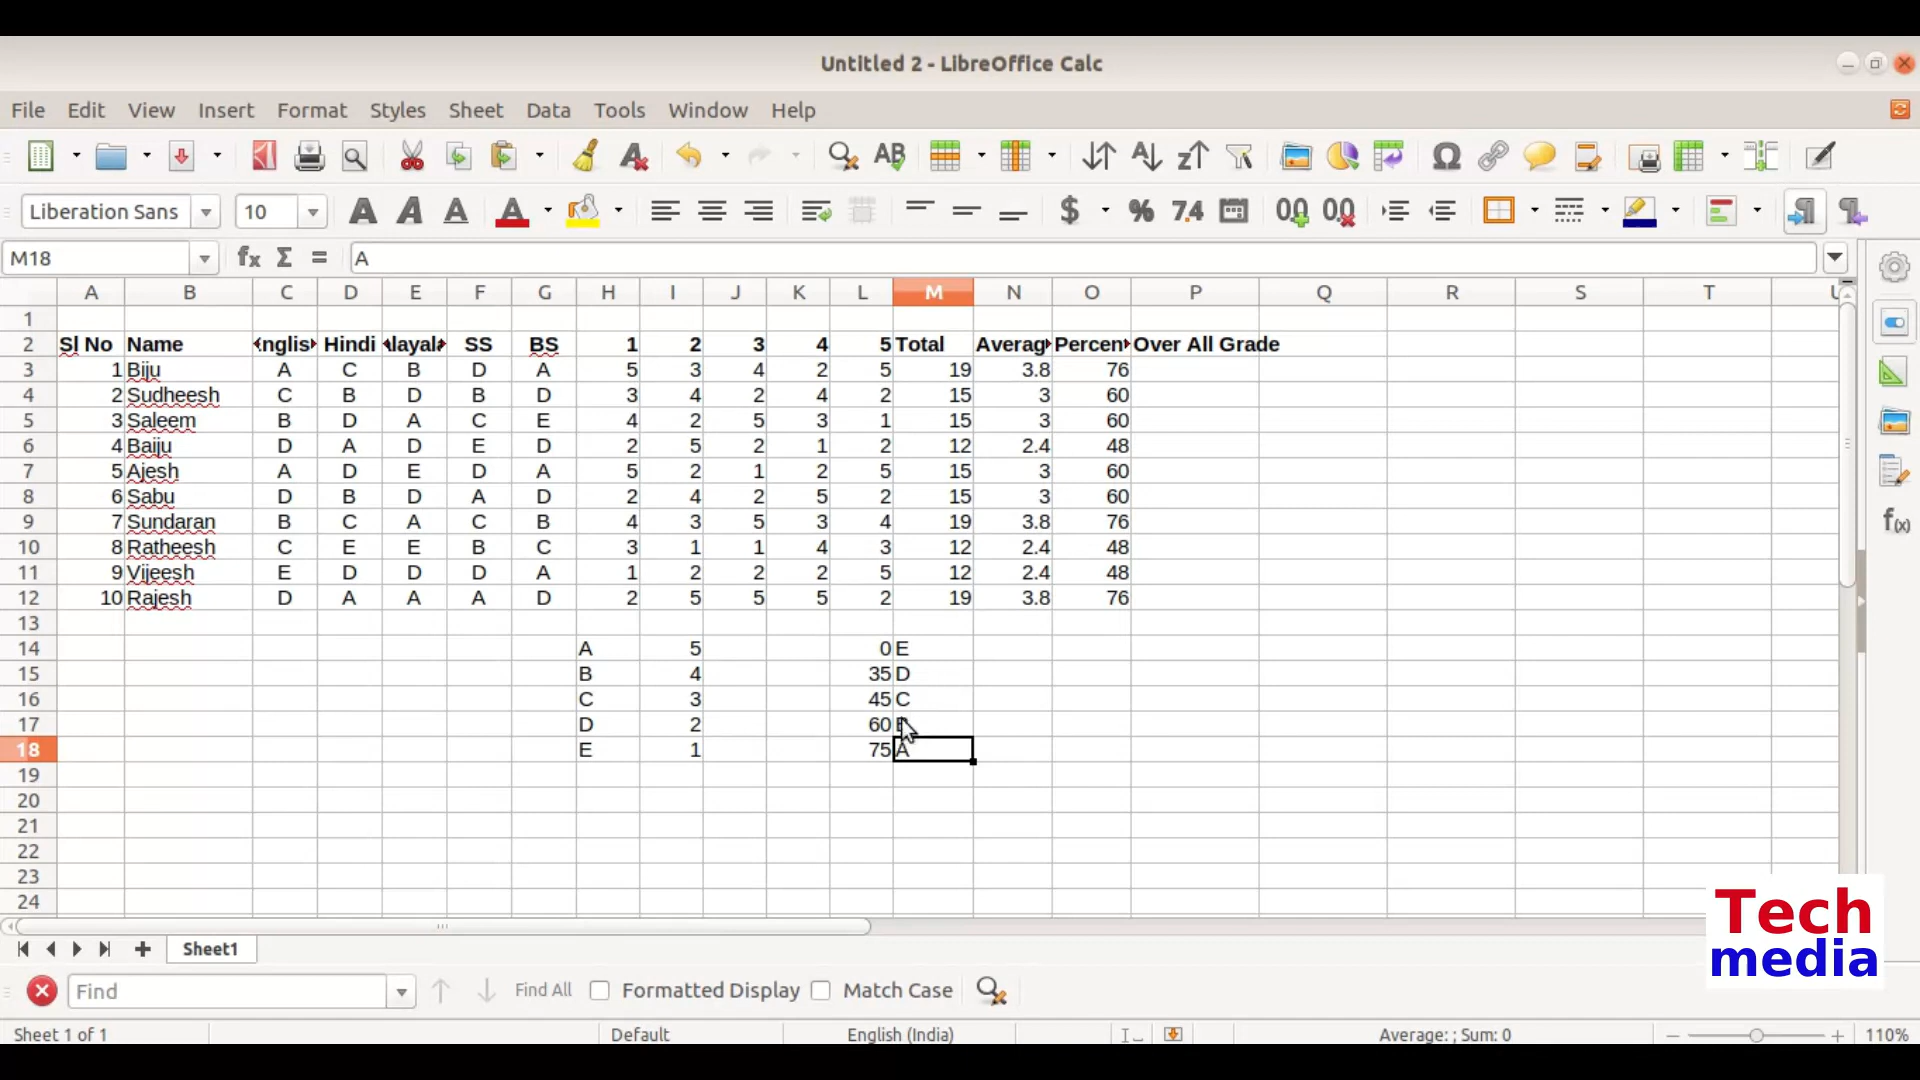 Untitled 2 - LibreOffice Calc
File Edit View Insert Format Styles Sheet Data Tools Window Help
Liberation Sans 10
M18 A
A B C D E F G H I J K L M N O P Q R S T
1
2 Sl No Name nglis Hindi layala SS BS 1 2 3 4 5 Total Averag Percen Over All Grade
3 1 Biju A C B D A 5 3 4 2 5 19 3.8 76
4 2 Sudheesh C B D B D 3 4 2 4 2 15 3 60
5 3 Saleem B D A C E 4 2 5 3 1 15 3 60
6 4 Baiju D A D E D 2 5 2 1 2 12 2.4 48
7 5 Ajesh A D E D A 5 2 1 2 5 15 3 60
8 6 Sabu D B D A D 2 4 2 5 2 15 3 60
9 7 Sundaran B C A C B 4 3 5 3 4 19 3.8 76
10 8 Ratheesh C E E B C 3 1 1 4 3 12 2.4 48
11 9 Vijeesh E D D D A 1 2 2 2 5 12 2.4 48
12 10 Rajesh D A A A D 2 5 5 5 2 19 3.8 76
13
14 A 5 0 E
15 B 4 35 D
16 C 3 45 C
17 D 2 60
18 E 1 75 A
19
20
21
22
23
24
Tech
media
Sheet1
Find Find All Formatted Display Match Case
Sheet 1 of 1 Default English (India) Average: ; Sum: 0 110%